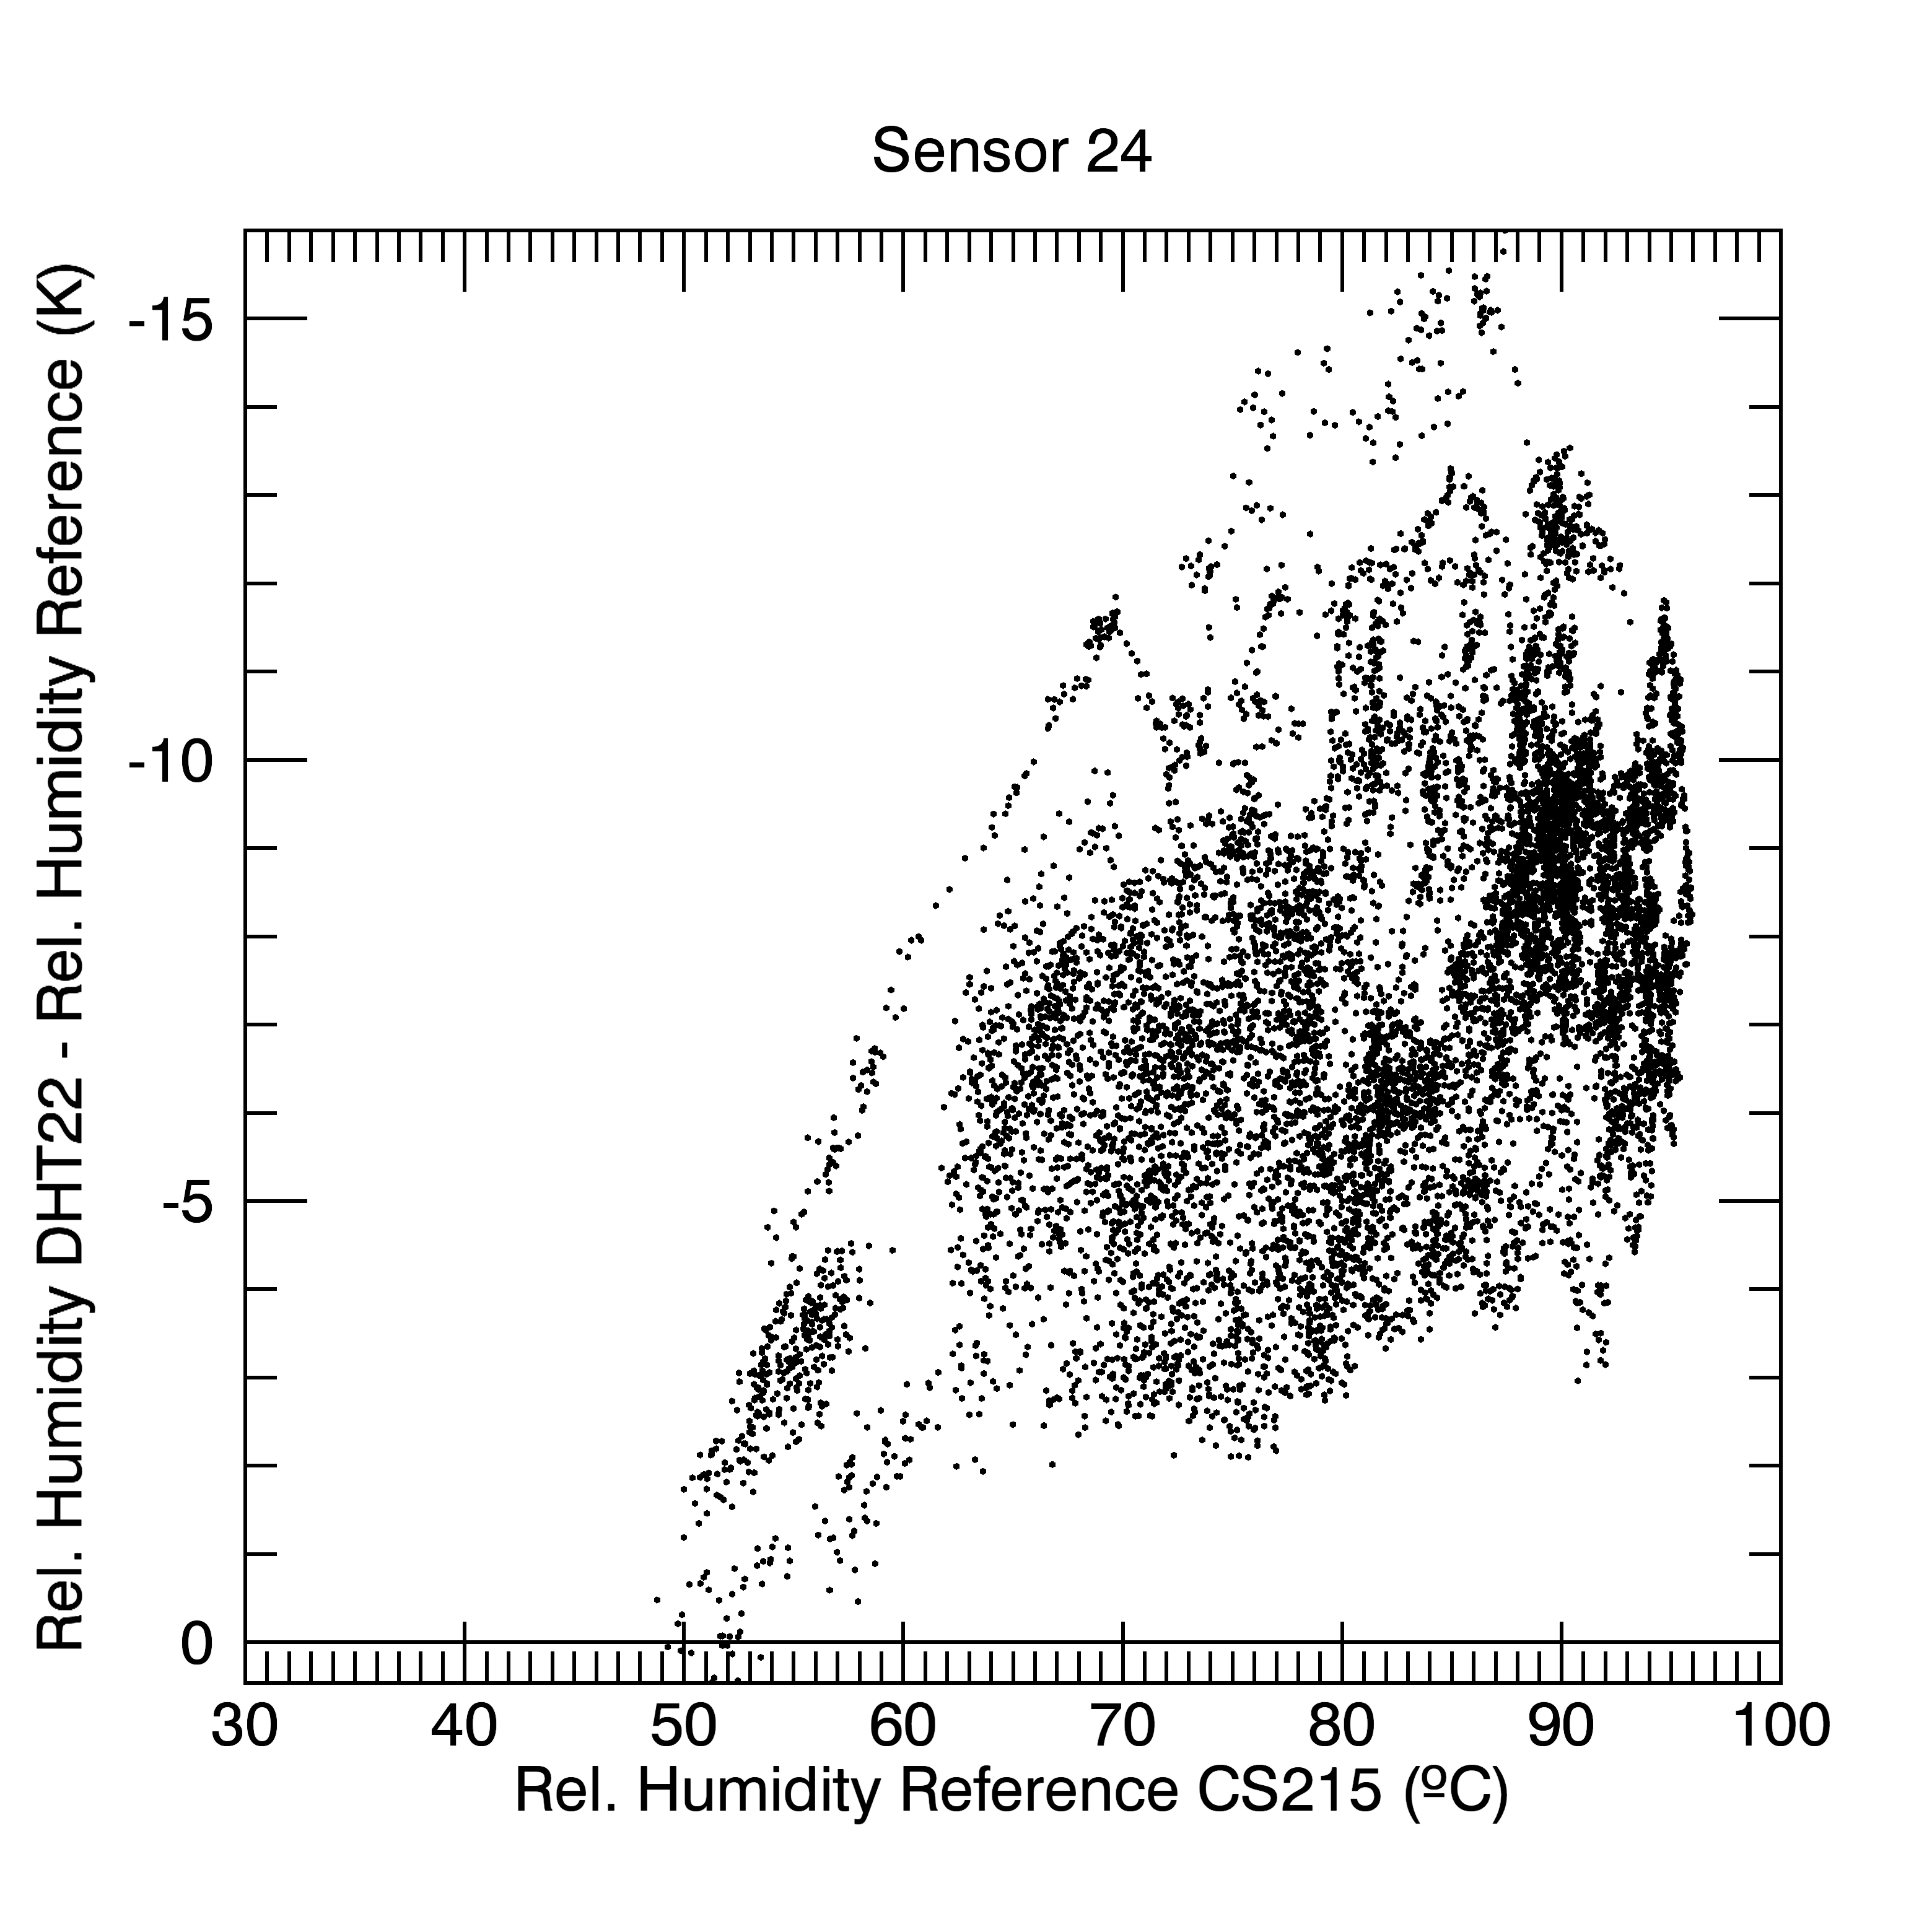 Sensor 24
Rel. Humidity DHT22 - Rel. Humidity Reference (K)
-15
-10
-5
0
30 40 50 60 70 80 90 100
Rel. Humidity Reference CS215 (ºC)